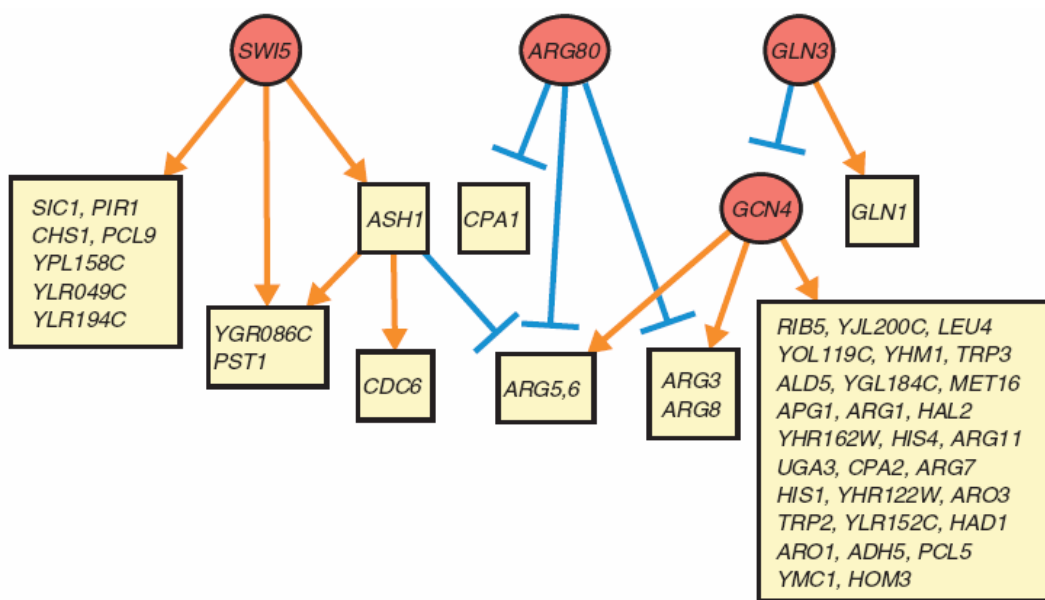 SWI5
ARG80
GLN3
SIC1, PIR1
CHS1, PCL9
YPL158C
YLR049C
YLR194C
ASH1
CPA1
GCN4
GLN1
YGR086C
PST1
CDC6
ARG5,6
ARG3
ARG8
RIB5, YJL200C, LEU4
YOL119C, YHM1, TRP3
ALD5, YGL184C, MET16
APG1, ARG1, HAL2
YHR162W, HIS4, ARG11
UGA3, CPA2, ARG7
HIS1, YHR122W, ARO3
TRP2, YLR152C, HAD1
ARO1, ADH5, PCL5
YMC1, HOM3